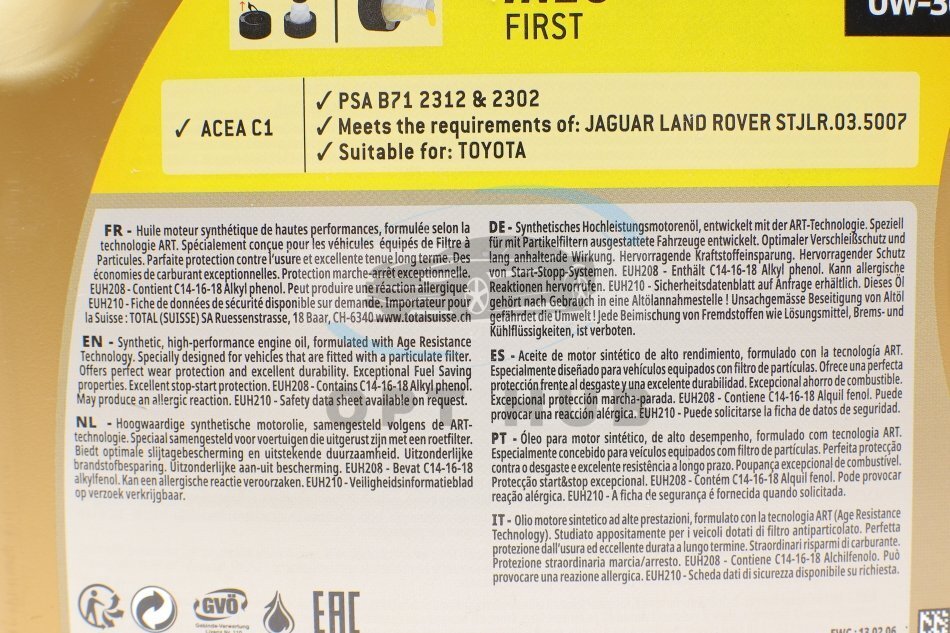 FIRST
0W-3
ACEA C1
PSA B71 2312 & 2302
Meets the requirements of: JAGUAR LAND ROVER STJLR.03.5007
Suitable for: TOYOTA
FR - Huile moteur synthétique de hautes performances, formulée selon la
technologie ART. Spécialement conçue pour les véhicules équipés de Filtre à
Particules. Parfaite protection contre l'usure et excellente tenue long terme. Des
économies de carburant exceptionnelles. Protection marche-arrêt exceptionnelle.
EUH208 - Contient C14-16-18 Alkyl phenol. Peut produire une réaction allergique.
EUH210 - Fiche de données de sécurité disponible sur demande. Importateur pour
la Suisse : TOTAL (SUISSE) SA Ruessenstrasse, 18 Baar, CH-6340 www.totalsuisse.ch
EN - Synthetic, high-performance engine oil, formulated with Age Resistance
Technology. Specially designed for vehicles that are fitted with a particulate filter.
Offers perfect wear protection and excellent durability. Exceptional Fuel Saving
properties. Excellent stop-start protection. EUH208 - Contains C14-16-18 Alkyl phenol.
May produce an allergic reaction. EUH210 - Safety data sheet available on request.
NL - Hoogwaardige synthetische motorolie, samengesteld volgens de ART-
technologie. Speciaal samengesteld voor voertuigen die uitgerust zijn met een roetfilter.
Biedt optimale slijtagebescherming en uitstekende duurzaamheid. Uitzonderlijke
brandstofbesparing. Uitzonderlijke aan-uit bescherming. EUH208 - Bevat C14-16-18
alkylfenol. Kan een allergische reactie veroorzaken. EUH210 - Veiligheidsinformatieblad
op verzoek verkrijgbaar.
DE - Synthetisches Hochleistungsmotorenöl, entwickelt mit der ART-Technologie. Speziell
für mit Partikelfiltern ausgestattete Fahrzeuge entwickelt. Optimaler Verschleißschutz und
lang anhaltende Wirkung. Hervorragende Kraftstoffeinsparung. Hervorragender Schutz
von Start-Stopp-Systemen. EUH208 - Enthält C14-16-18 Alkyl phenol. Kann allergische
Reaktionen hervorrufen. EUH210 - Sicherheitsdatenblatt auf Anfrage erhältlich. Dieses Öl
gehört nach Gebrauch in eine Altölannahmestelle ! Unsachgemässe Beseitigung von Altöl
gefährdet die Umwelt ! Jede Beimischung von Fremdstoffen wie Lösungsmittel, Brems- und
Kühlflüssigkeiten, ist verboten.
ES - Aceite de motor sintético de alto rendimiento, formulado con la tecnología ART.
Especialmente diseñado para vehículos equipados con filtro de partículas. Ofrece una perfecta
protección frente al desgaste y una excelente durabilidad. Excepcional ahorro de combustible.
Excepcional protección marcha-parada. EUH208 - Contiene C14-16-18 Alquil fenol. Puede
provocar una reacción alérgica. EUH210 - Puede solicitarse la ficha de datos de seguridad.
PT - Óleo para motor sintético, de alto desempenho, formulado com tecnologia ART.
Especialmente concebido para veículos equipados com filtro de partículas. Perfeita protecção
contra o desgaste e excelente resistência a longo prazo. Poupança excepcional de combustível.
Protecção start&stop excepcional. EUH208 - Contém C14-16-18 Alquil fenol. Pode provocar
reação alérgica. EUH210 - A ficha de segurança é fornecida quando solicitada.
IT - Olio motore sintetico ad alte prestazioni, formulato con la tecnologia ART (Age Resistance
Technology). Studiato appositamente per i veicoli dotati di filtro antiparticolato. Perfetta
protezione dall'usura ed eccellente durata a lungo termine. Straordinari risparmi di carburante.
Protezione straordinaria marcia/arresto. EUH208 - Contiene C14-16-18 Alchilfenolo. Può
provocare una reazione allergica. EUH210 - Scheda dati di sicurezza disponibile su richiesta.
OPT HUB
GVÖ
Gebinde-Verwertung
EAC